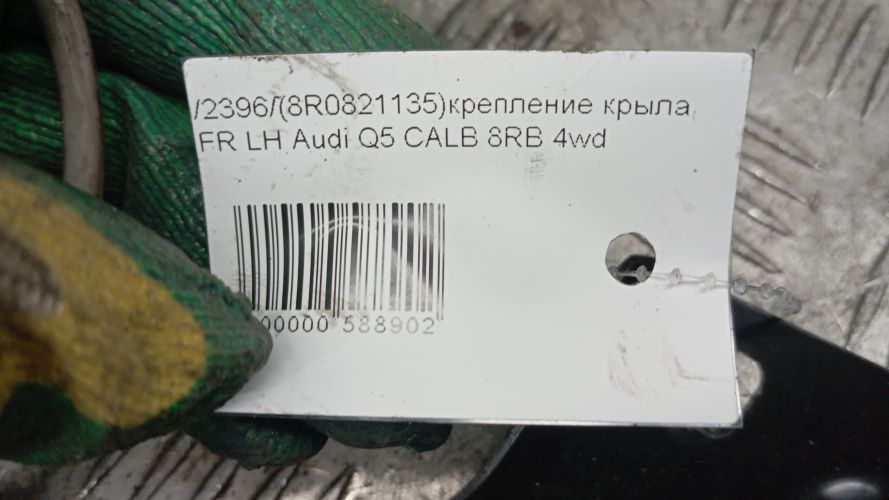 /2396/(8R0821135)крепление крыла,
FR LH Audi Q5 CALB 8RB 4wd
00000 588902